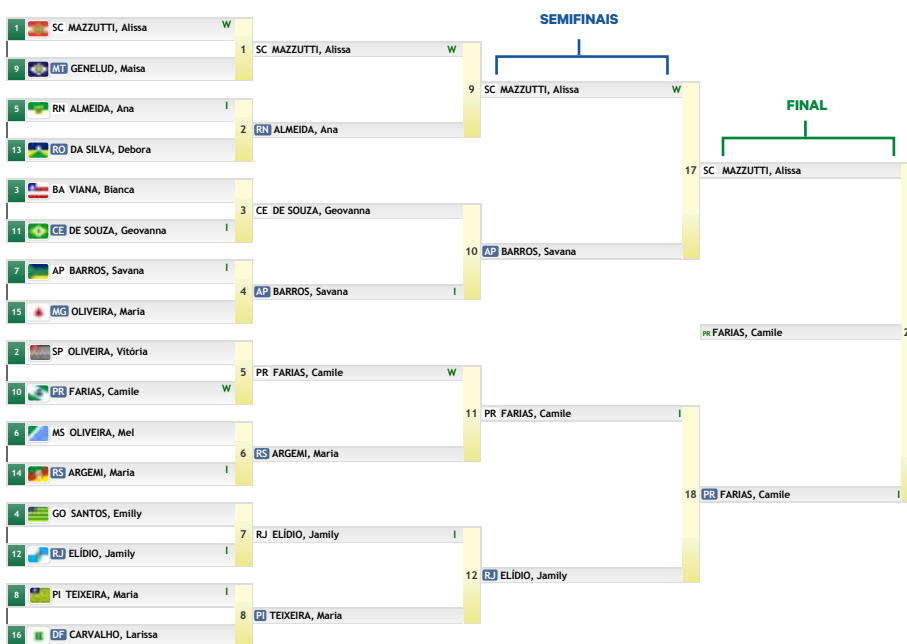 SEMIFINAIS
FINAL
1 SC MAZZUTTI, Alissa W
9 MT GENELUD, Maisa
1 SC MAZZUTTI, Alissa W
5 RN ALMEIDA, Ana I
13 RO DA SILVA, Debora
2 RN ALMEIDA, Ana
9 SC MAZZUTTI, Alissa W
3 BA VIANA, Bianca
11 CE DE SOUZA, Geovanna I
3 CE DE SOUZA, Geovanna
7 AP BARROS, Savana I
15 MG OLIVEIRA, Maria
4 AP BARROS, Savana I
10 AP BARROS, Savana
17 SC MAZZUTTI, Alissa
2 SP OLIVEIRA, Vitória
10 PR FARIAS, Camile W
5 PR FARIAS, Camile W
6 MS OLIVEIRA, Mel
14 RS ARGEMI, Maria I
6 RS ARGEMI, Maria
11 PR FARIAS, Camile I
4 GO SANTOS, Emilly
12 RJ ELÍDIO, Jamily I
7 RJ ELÍDIO, Jamily I
8 PI TEIXEIRA, Maria I
16 DF CARVALHO, Larissa
8 PI TEIXEIRA, Maria
12 RJ ELÍDIO, Jamily
18 PR FARIAS, Camile I
PR FARIAS, Camile